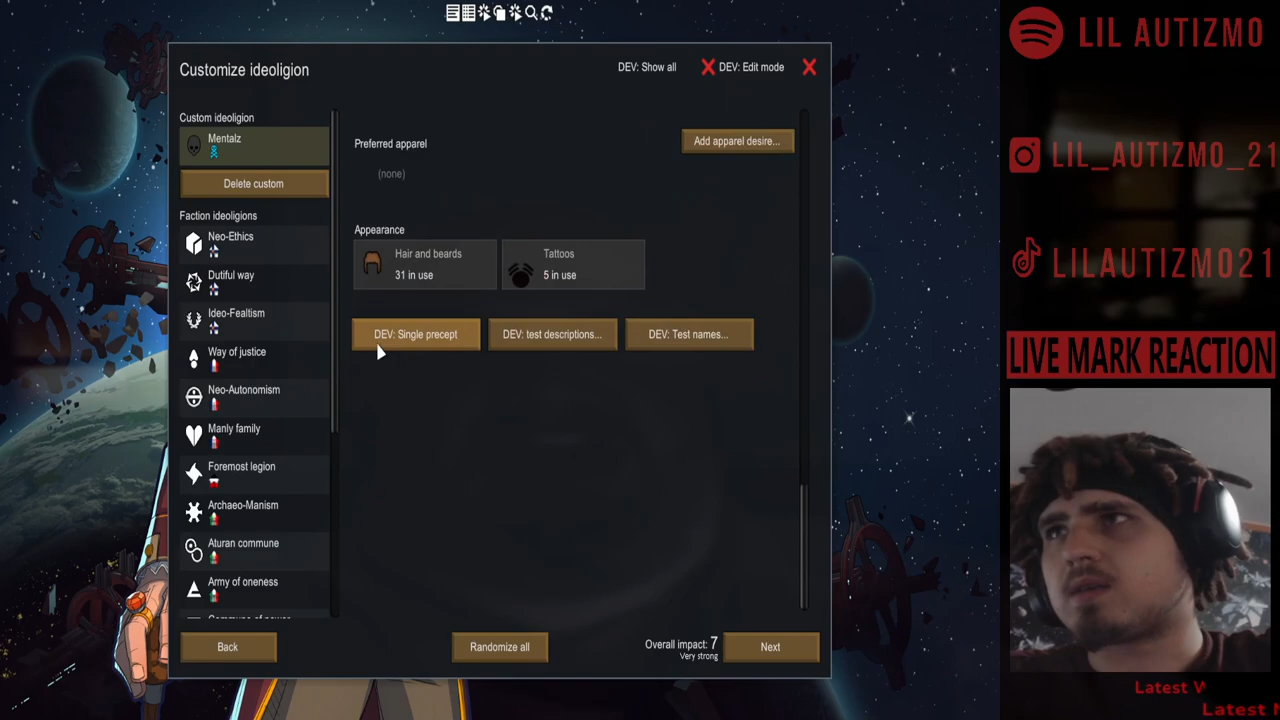 Customize ideoligion
DEV: Show all
DEV: Edit mode
Custom ideoligion
Mentalz
Delete custom
Faction ideoligions
Neo-Ethics
Dutiful way
Ideo-Fealtism
Way of justice
Neo-Autonomism
Manly family
Foremost legion
Archaeo-Manism
Aturan commune
Army of oneness
Preferred apparel
Add apparel desire...
(none)
Appearance
Hair and beards
31 in use
Tattoos
5 in use
DEV: Single precept
DEV: test descriptions...
DEV: Test names...
Back
Randomize all
Overall impact: 7
Very strong
Next
LIL AUTIZMO
LIL_AUTIZMO_21
LILAUTIZMO21
LIVE MARK REACTION
Latest
Latest